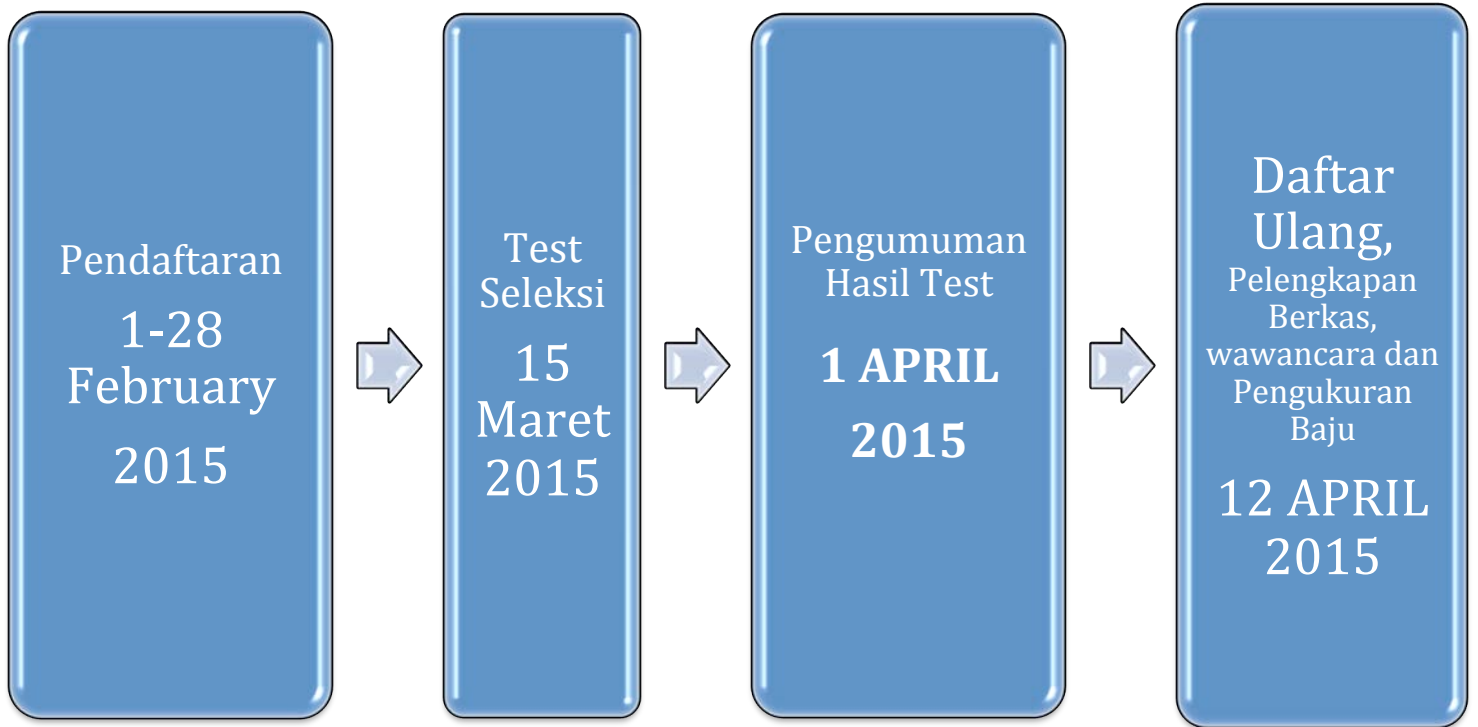 Pendaftaran
1-28
February
2015
Test
Seleksi
15
Maret
2015
Pengumuman
Hasil Test
1 APRIL
2015
Daftar
Ulang,
Pelengkapan
Berkas,
wawancara dan
Pengukuran
Baju
12 APRIL
2015